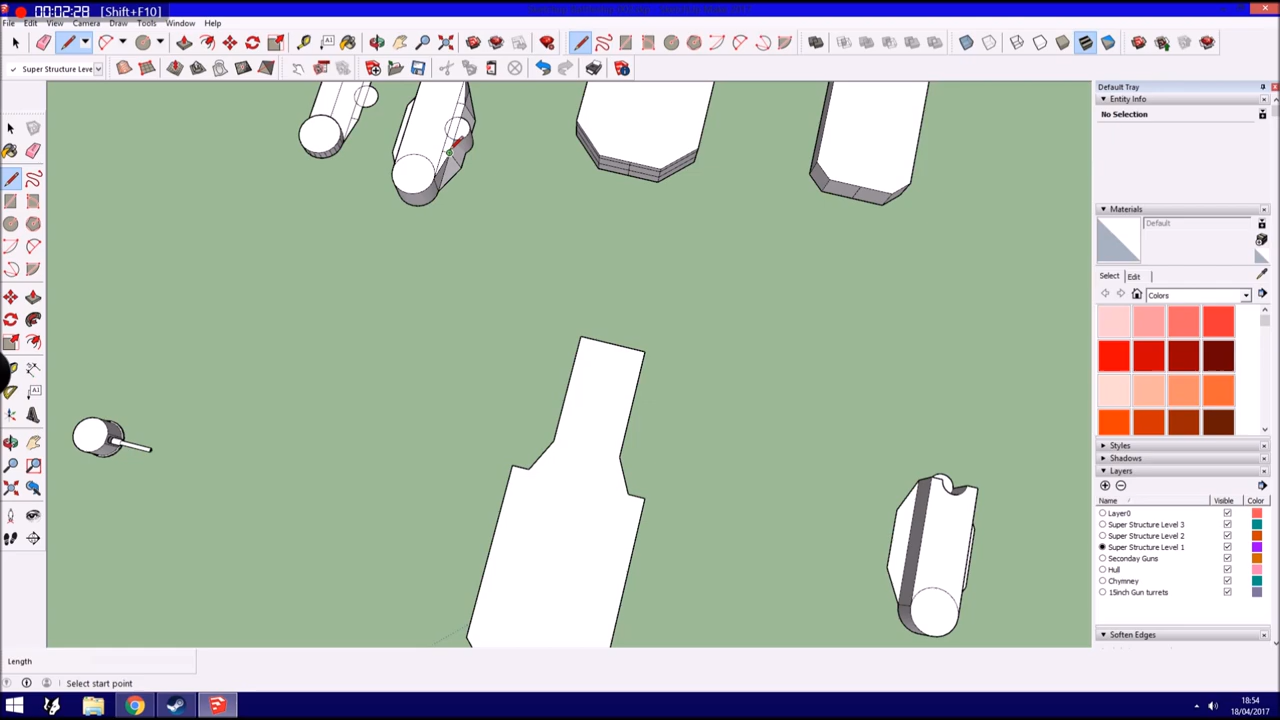 00:02:28 [Shift+F10]
File Edit View Camera Draw Tools Window Help
Super Structure Leve
Default Tray
Entity Info
No Selection
Materials
Default
Select Edit
Colors
Styles
Shadows
Layers
Name Visible Color
Layer0
Super Structure Level 3
Super Structure Level 2
Super Structure Level 1
Seconday Guns
Hull
Chymney
15inch Gun turrets
Soften Edges
Length
Select start point
18:54
18/04/2017